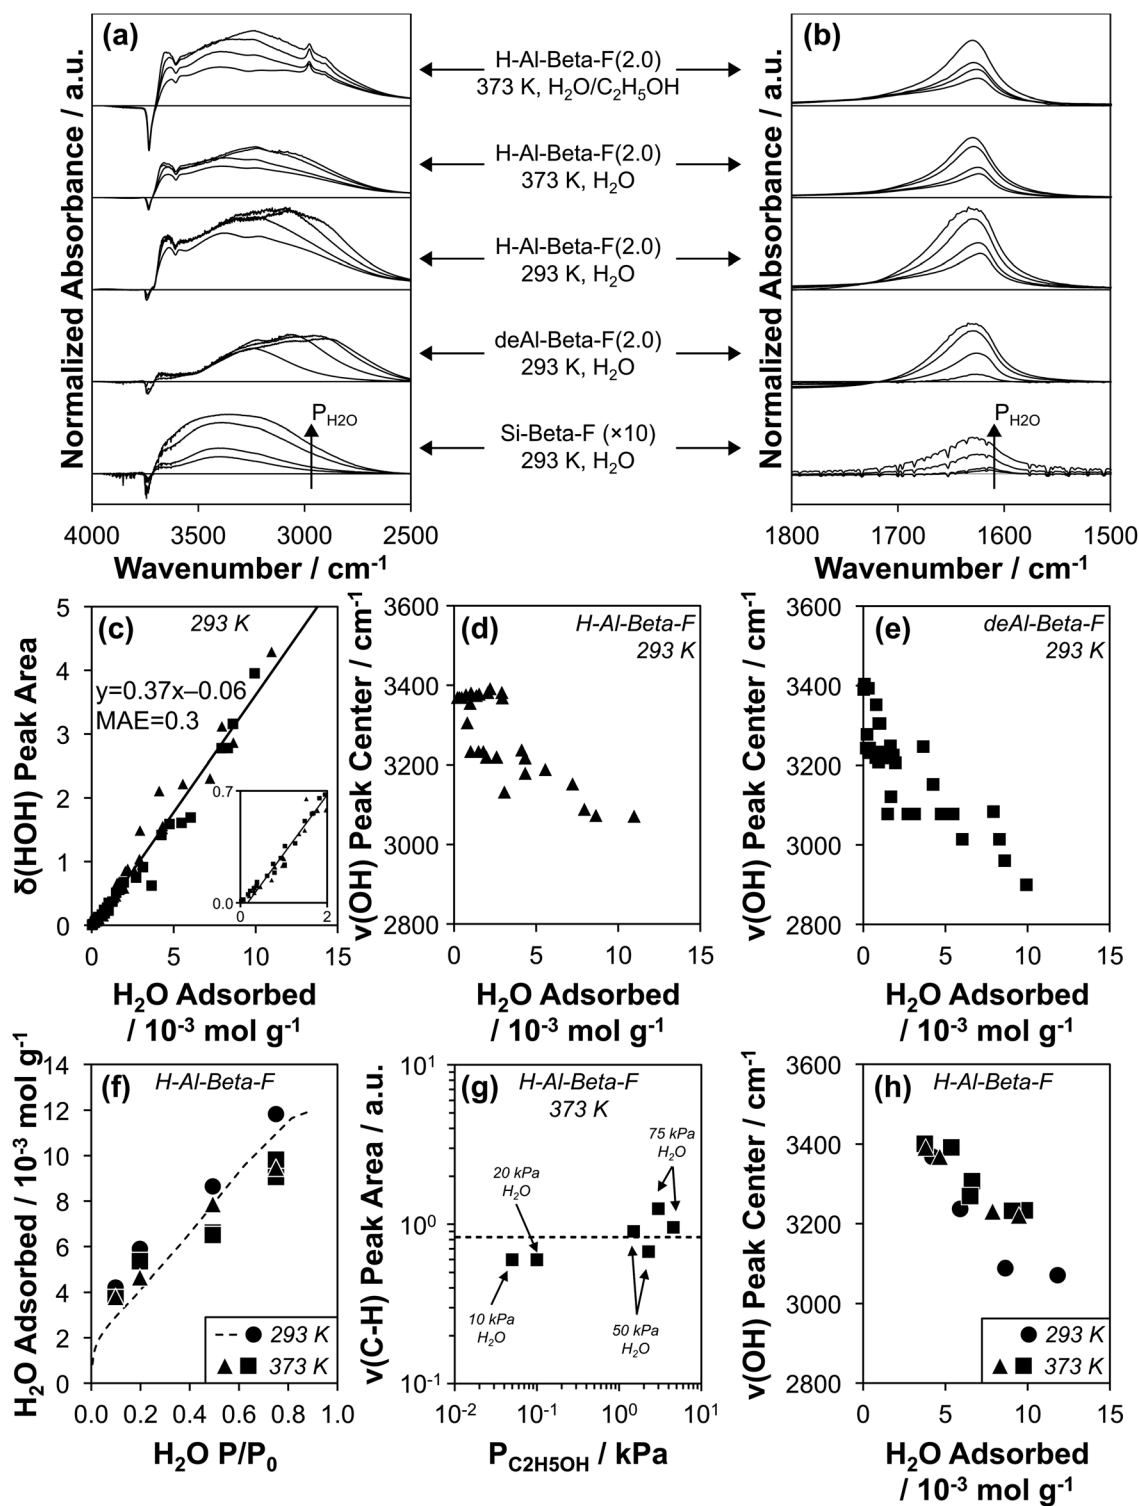 (a)
(b)
H-Al-Beta-F(2.0)
373 K, H₂O/C₂H₅OH
H-Al-Beta-F(2.0)
373 K, H₂O
H-Al-Beta-F(2.0)
293 K, H₂O
deAl-Beta-F(2.0)
293 K, H₂O
Si-Beta-F (×10)
293 K, H₂O
Normalized Absorbance / a.u.
P_H2O
4000 3500 3000 2500
Wavenumber / cm⁻¹
Normalized Absorbance / a.u.
P_H2O
1800 1700 1600 1500
Wavenumber / cm⁻¹
(c)
293 K
y=0.37x–0.06
MAE=0.3
δ(HOH) Peak Area
5
4
3
2
1
0
0.7
0.0
0 2
0 5 10 15
H₂O Adsorbed
/ 10⁻³ mol g⁻¹
(d)
H-Al-Beta-F
293 K
ν(OH) Peak Center / cm⁻¹
3600
3400
3200
3000
2800
0 5 10 15
H₂O Adsorbed
/ 10⁻³ mol g⁻¹
(e)
deAl-Beta-F
293 K
ν(OH) Peak Center / cm⁻¹
3600
3400
3200
3000
2800
0 5 10 15
H₂O Adsorbed
/ 10⁻³ mol g⁻¹
(f)
H-Al-Beta-F
H₂O Adsorbed / 10⁻³ mol g⁻¹
14
12
10
8
6
4
2
0
293 K
373 K
0.0 0.2 0.4 0.6 0.8 1.0
H₂O P/P₀
(g)
H-Al-Beta-F
373 K
ν(C-H) Peak Area / a.u.
10¹
10⁰
10⁻¹
75 kPa
H₂O
20 kPa
H₂O
10 kPa
H₂O
50 kPa
H₂O
10⁻² 10⁻¹ 10⁰ 10¹
P_C2H5OH / kPa
(h)
H-Al-Beta-F
ν(OH) Peak Center / cm⁻¹
3600
3400
3200
3000
2800
293 K
373 K
0 5 10 15
H₂O Adsorbed
/ 10⁻³ mol g⁻¹